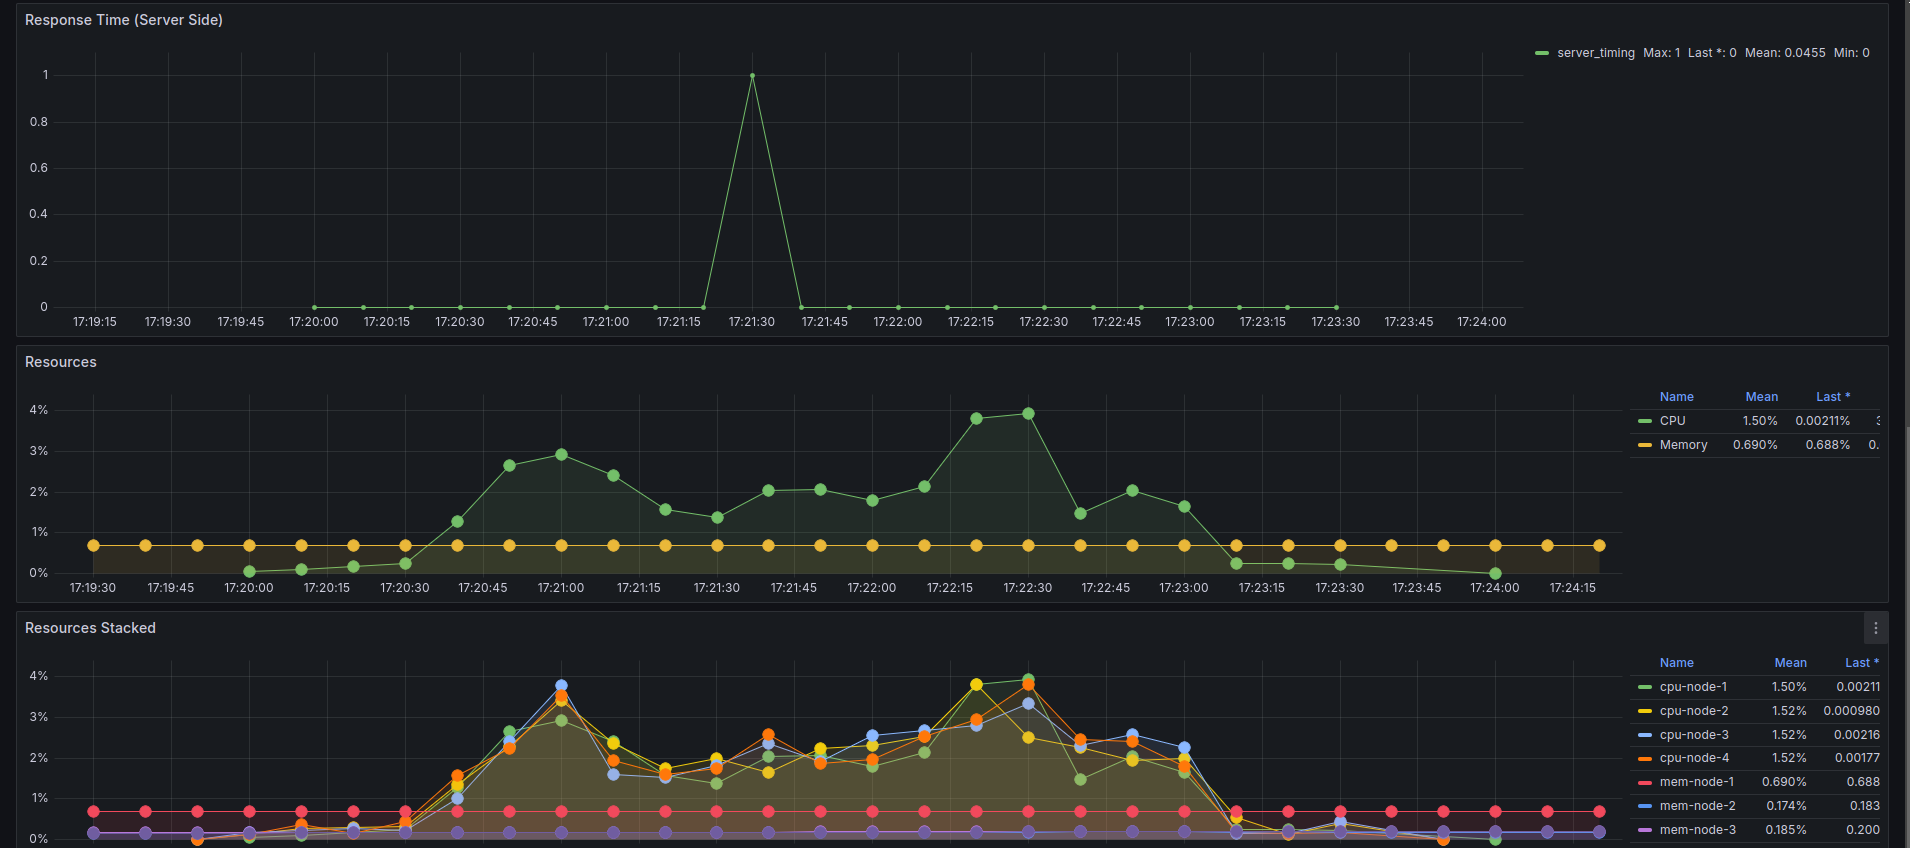 Response Time (Server Side)
server_timing Max: 1 Last *: 0 Mean: 0.0455 Min: 0
1
0.8
0.6
0.4
0.2
0
17:19:15 17:19:30 17:19:45 17:20:00 17:20:15 17:20:30 17:20:45 17:21:00 17:21:15 17:21:30 17:21:45 17:22:00 17:22:15 17:22:30 17:22:45 17:23:00 17:23:15 17:23:30 17:23:45 17:24:00
Resources
Name Mean Last *
CPU 1.50% 0.00211%
Memory 0.690% 0.688% 0.
4%
3%
2%
1%
0%
17:19:30 17:19:45 17:20:00 17:20:15 17:20:30 17:20:45 17:21:00 17:21:15 17:21:30 17:21:45 17:22:00 17:22:15 17:22:30 17:22:45 17:23:00 17:23:15 17:23:30 17:23:45 17:24:00 17:24:15
Resources Stacked
Name Mean Last *
cpu-node-1 1.50% 0.00211
cpu-node-2 1.52% 0.000980
cpu-node-3 1.52% 0.00216
cpu-node-4 1.52% 0.00177
mem-node-1 0.690% 0.688
mem-node-2 0.174% 0.183
mem-node-3 0.185% 0.200
4%
3%
2%
1%
0%